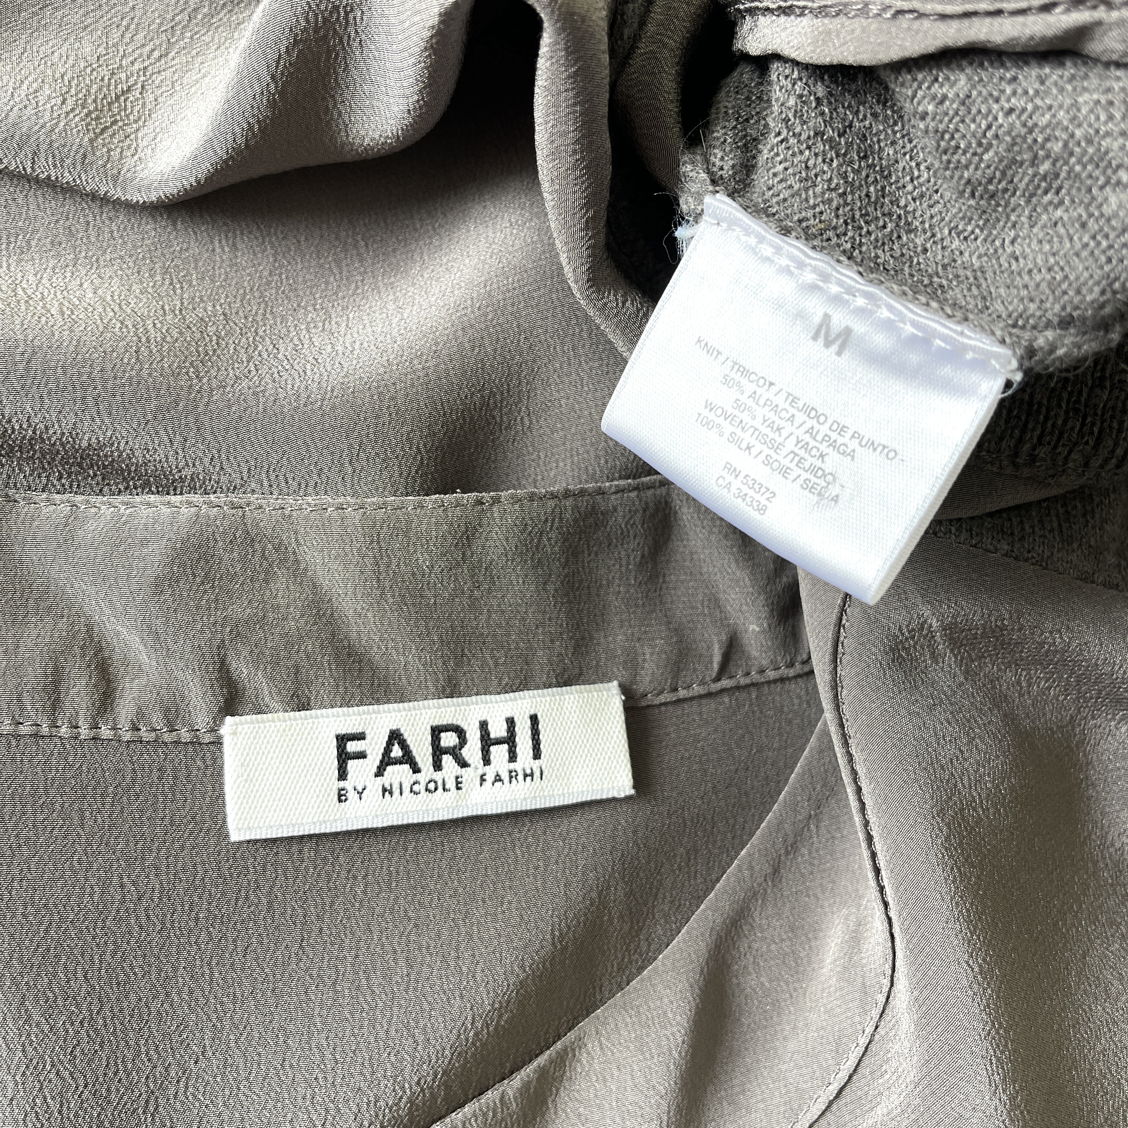 M
KNIT / TRICOT / TEJIDO DE PUNTO -
50% ALPACA / ALPAGA
50% YAK / YACK
WOVEN/TISSE /TEJIDO -
100% SILK / SOIE / SEDA
RN 53372
CA 34338
FARHI
BY NICOLE FARHI